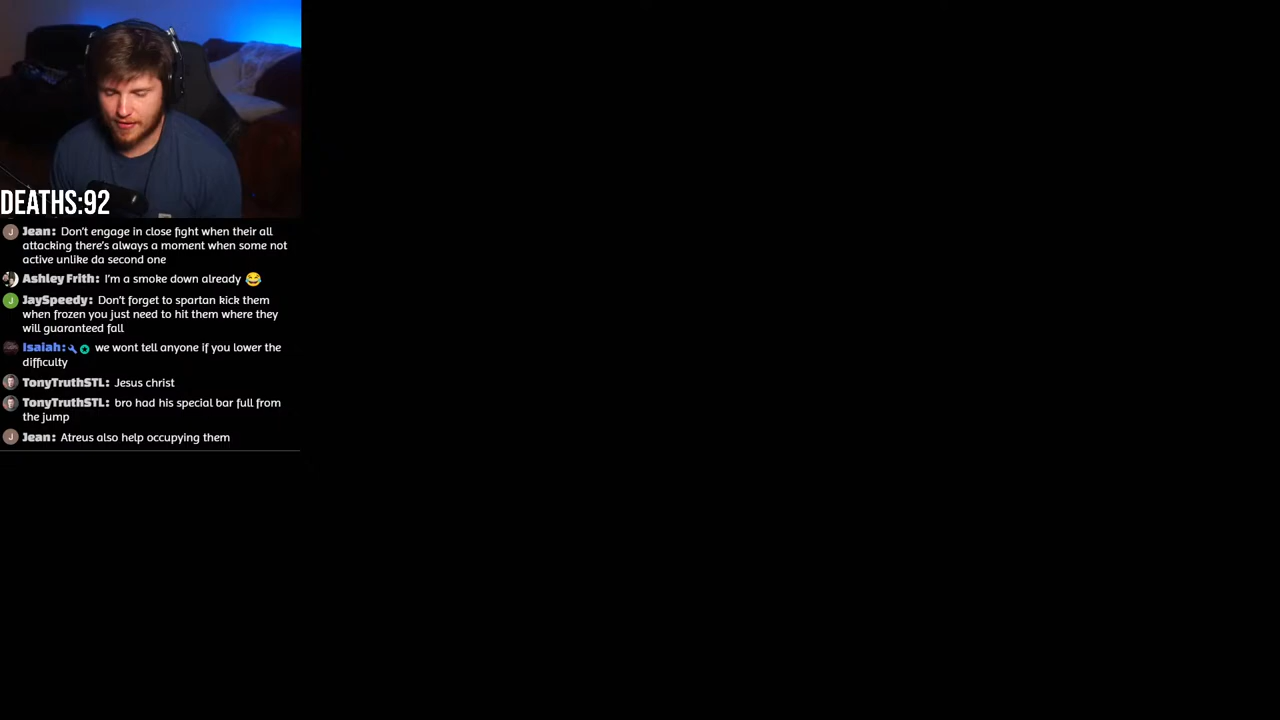 DEATHS:92
Jean: Don't engage in close fight when their all
attacking there's always a moment when some not
active unlike da second one
Ashley Frith: I'm a smoke down already 😂
JaySpeedy: Don't forget to spartan kick them
when frozen you just need to hit them where they
will guaranteed fall
Isaiah: we wont tell anyone if you lower the
difficulty
TonyTruthSTL: Jesus christ
TonyTruthSTL: bro had his special bar full from
the jump
Jean: Atreus also help occupying them